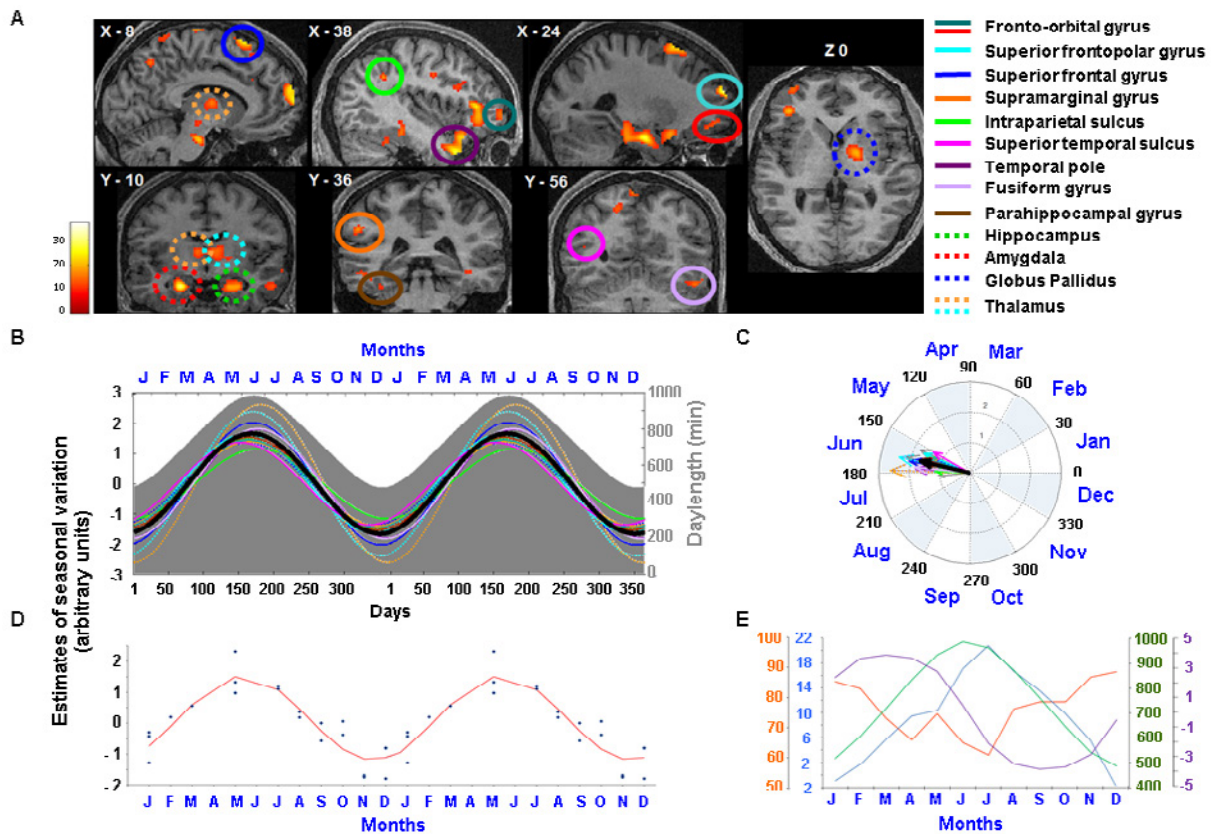 A
X - 8
X - 38
X - 24
Z 0
Y - 10
Y - 36
Y - 56
30
20
10
0
Fronto-orbital gyrus
Superior frontopolar gyrus
Superior frontal gyrus
Supramarginal gyrus
Intraparietal sulcus
Superior temporal sulcus
Temporal pole
Fusiform gyrus
Parahippocampal gyrus
Hippocampus
Amygdala
Globus Pallidus
Thalamus
B
Months
J F M A M J J A S O N D J F M A M J J A S O N D
3
2
1
0
-1
-2
-3
1000
800
600
400
200
0
Daylength (min)
1 50 100 150 200 250 300 1 50 100 150 200 250 300 350
Days
Estimates of seasonal variation
(arbitrary units)
C
Apr Mar
May Feb
Jun Jan
Jul Dec
Aug Nov
Sep Oct
90
120 60
150 30
180 0
210 330
240 300
270
2
1
D
2
1
0
-1
-2
J F M A M J J A S O N D J F M A M J J A S O N D
Months
E
100
90
80
70
60
50
22
18
14
10
6
2
2
1000
900
800
700
600
500
400
5
3
1
-1
-3
-5
J F M A M J J A S O N D
Months